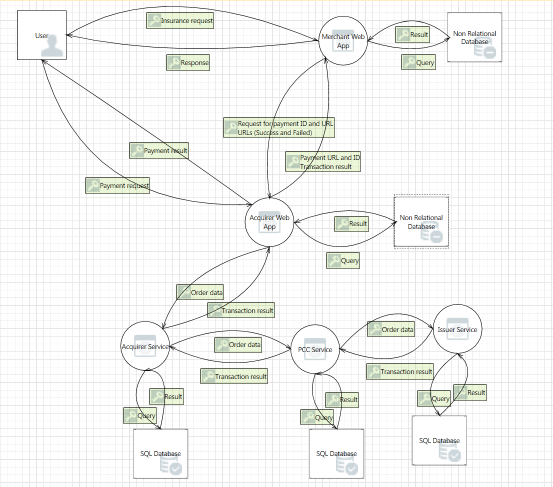 Insurance request
User
Merchant Web
App
Result
Non Relational
Database
Response
Query
Request for payment ID and URL
URLs (Success and Failed)
Payment result
Payment URL and ID
Transaction result
Payment request
Acquirer Web
App
Result
Non Relational
Database
Query
Order data
Transaction result
Issuer Service
Order data
Acquirer Service
Order data
PCC Service
Transaction result
Transaction result
Result
Query
Result
Query
Query
Result
SQL Database
SQL Database
SQL Database